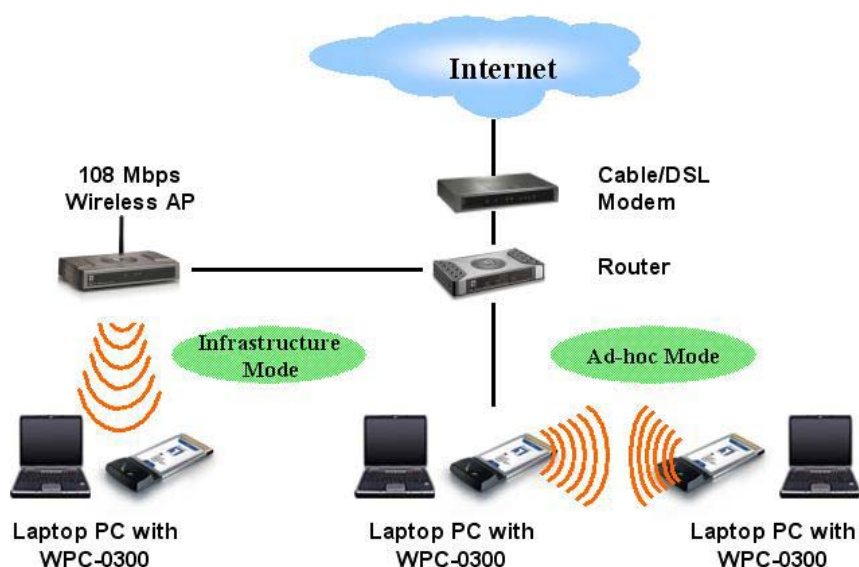 Internet
108 Mbps
Wireless AP
Cable/DSL
Modem
Router
Infrastructure
Mode
Ad-hoc Mode
Laptop PC with
WPC-0300
Laptop PC with
WPC-0300
Laptop PC with
WPC-0300